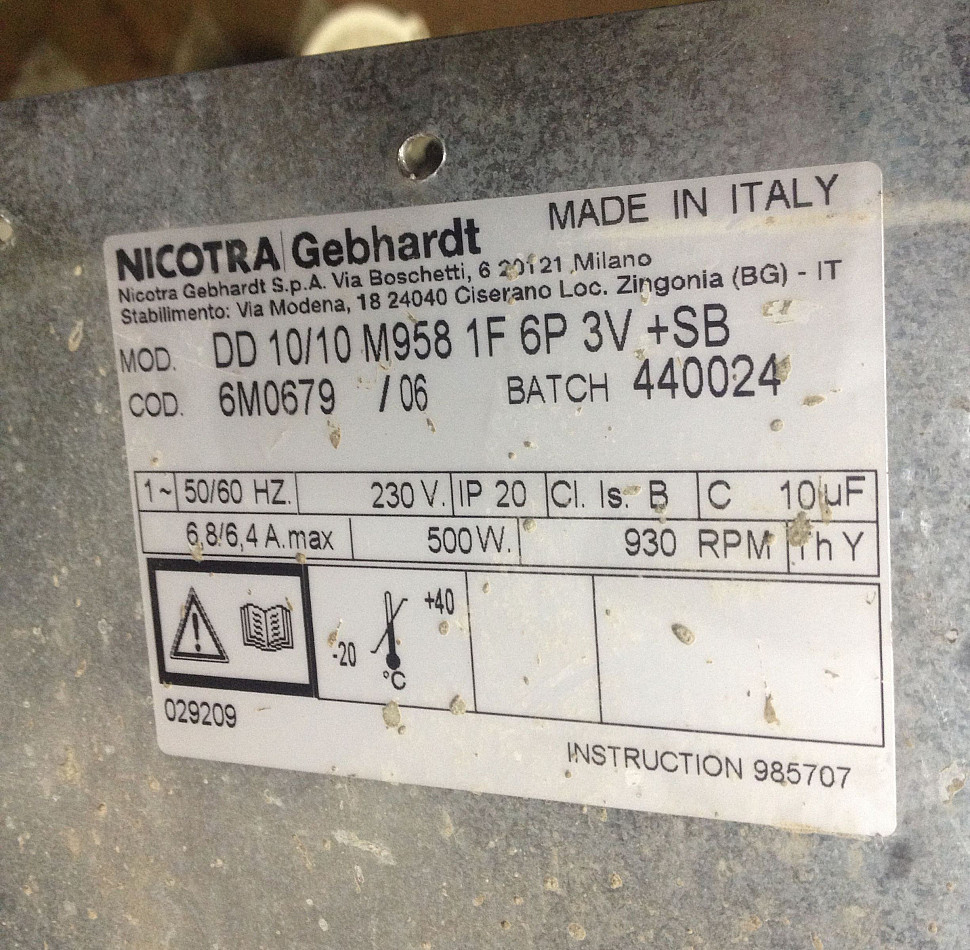 MADE IN ITALY
NICOTRA Gebhardt
Nicotra Gebhardt S.p.A. Via Boschetti, 6 20121 Milano
Stabilimento: Via Modena, 18 24040 Ciserano Loc. Zingonia (BG) - IT
MOD. DD 10/10 M958 1F 6P 3V +SB
COD. 6M0679 / 06 BATCH 440024
1~ 50/60 HZ. 230 V. IP 20 Cl. Is. B C 10 µF
6,8/6,4 A.max 500W. 930 RPM Th Y
+40
-20
°C
029209
INSTRUCTION 985707